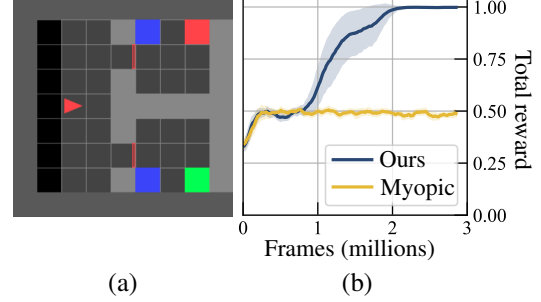 1.00
0.75
0.50
0.25
0.00
Total reward
Ours
Myopic
0 1 2 3
Frames (millions)
(a) (b)